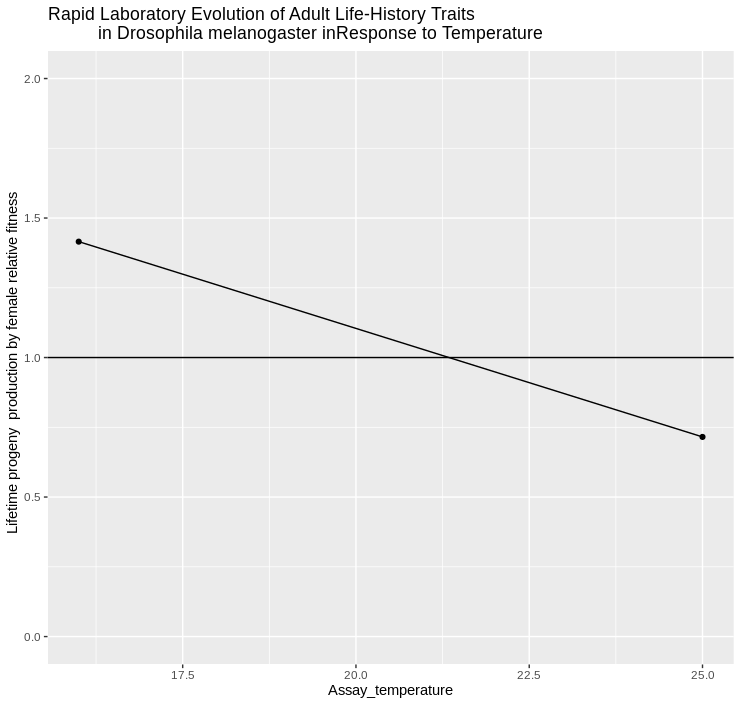 Rapid Laboratory Evolution of Adult Life-History Traits
in Drosophila melanogaster inResponse to Temperature
Lifetime progeny  production by female relative fitness
2.0
1.5
1.0
0.5
0.0
17.5
20.0
22.5
25.0
Assay_temperature